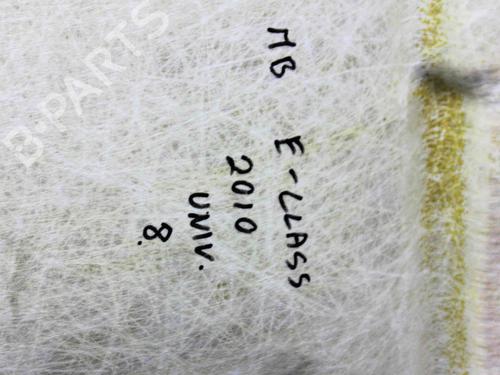 MB E-CLASS
2010
UNIV.
8.
B-PARTS